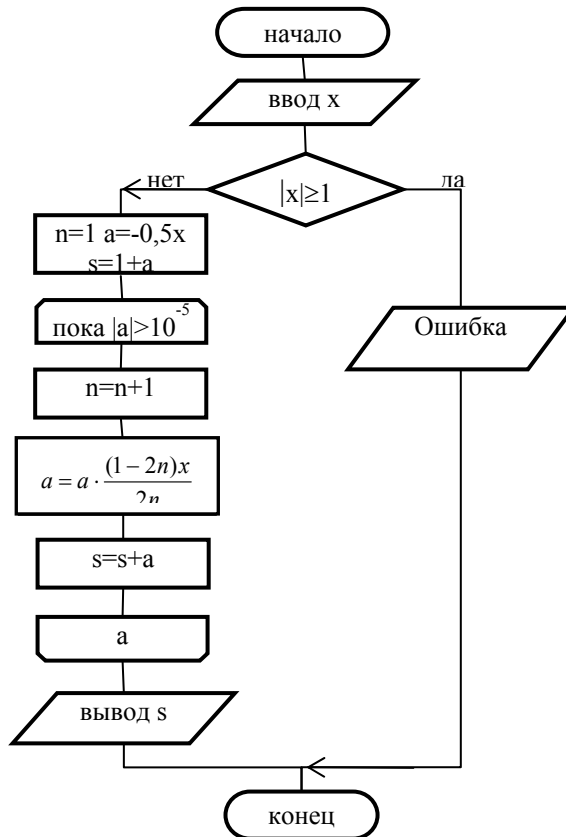 начало
ввод x
|x|≥1
нет
да
n=1 a=-0,5x
s=1+a
пока |a|>10^-5
n=n+1
a = a · (1 − 2n)x / 2n
s=s+a
a
вывод s
Ошибка
конец